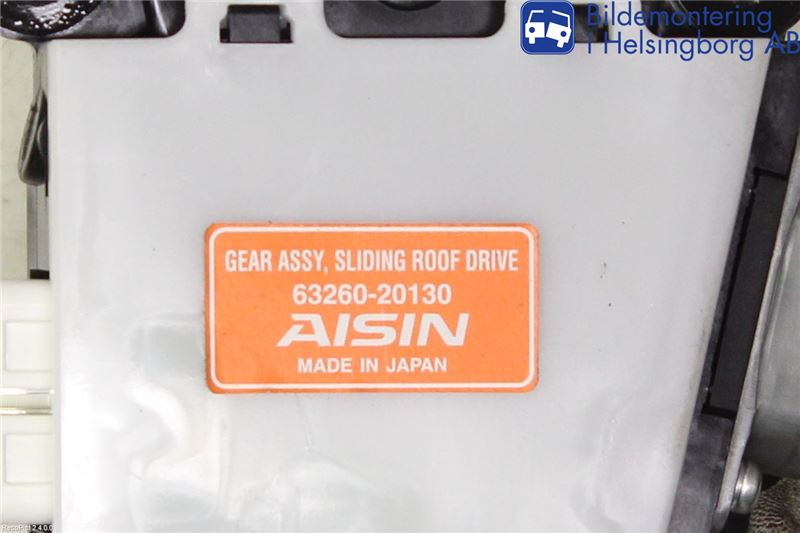 Bildemontering
i Helsingborg AB
GEAR ASSY, SLIDING ROOF DRIVE
63260-20130
AISIN
MADE IN JAPAN